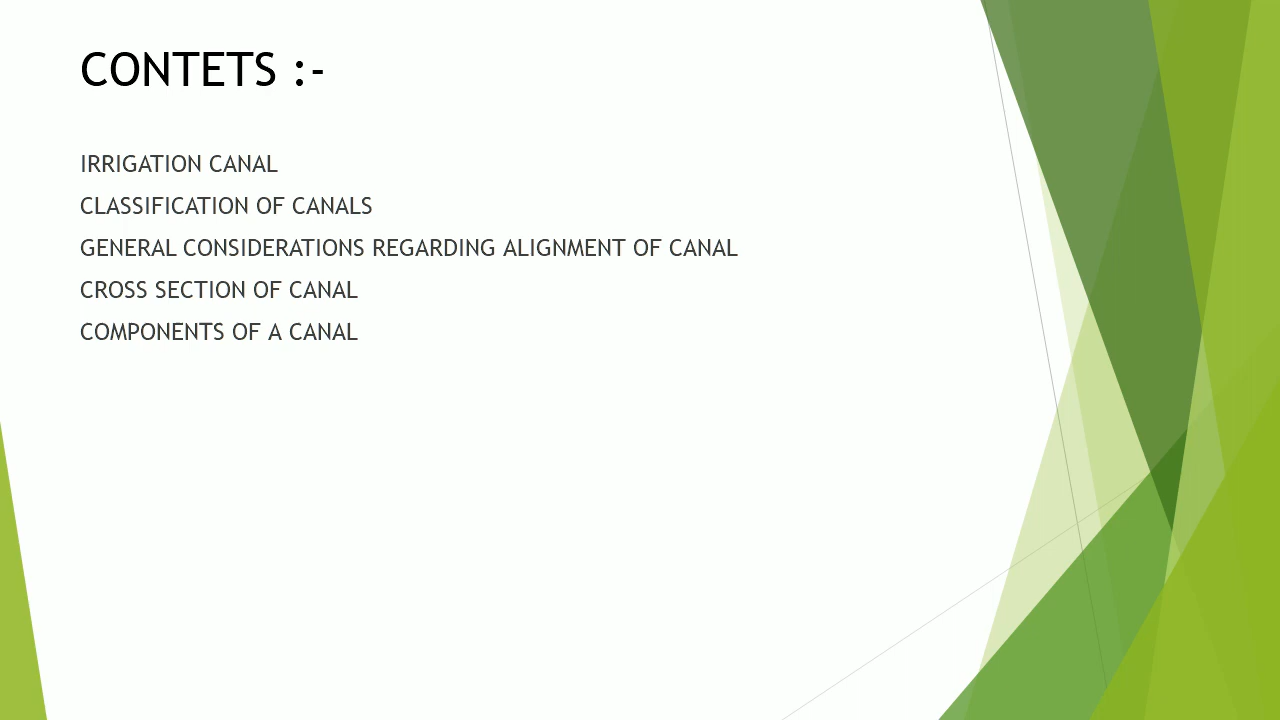 CONTETS :-
IRRIGATION CANAL
CLASSIFICATION OF CANALS
GENERAL CONSIDERATIONS REGARDING ALIGNMENT OF CANAL
CROSS SECTION OF CANAL
COMPONENTS OF A CANAL